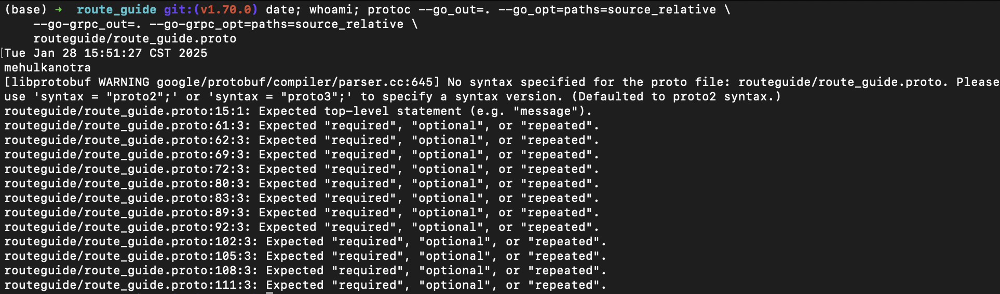 (base) ➜  route_guide git:(v1.70.0) date; whoami; protoc --go_out=. --go_opt=paths=source_relative \
    --go-grpc_out=. --go-grpc_opt=paths=source_relative \
    routeguide/route_guide.proto
[Tue Jan 28 15:51:27 CST 2025
mehulkanotra
[libprotobuf WARNING google/protobuf/compiler/parser.cc:645] No syntax specified for the proto file: routeguide/route_guide.proto. Please
use 'syntax = "proto2";' or 'syntax = "proto3";' to specify a syntax version. (Defaulted to proto2 syntax.)
routeguide/route_guide.proto:15:1: Expected top-level statement (e.g. "message").
routeguide/route_guide.proto:61:3: Expected "required", "optional", or "repeated".
routeguide/route_guide.proto:62:3: Expected "required", "optional", or "repeated".
routeguide/route_guide.proto:69:3: Expected "required", "optional", or "repeated".
routeguide/route_guide.proto:72:3: Expected "required", "optional", or "repeated".
routeguide/route_guide.proto:80:3: Expected "required", "optional", or "repeated".
routeguide/route_guide.proto:83:3: Expected "required", "optional", or "repeated".
routeguide/route_guide.proto:89:3: Expected "required", "optional", or "repeated".
routeguide/route_guide.proto:92:3: Expected "required", "optional", or "repeated".
routeguide/route_guide.proto:102:3: Expected "required", "optional", or "repeated".
routeguide/route_guide.proto:105:3: Expected "required", "optional", or "repeated".
routeguide/route_guide.proto:108:3: Expected "required", "optional", or "repeated".
routeguide/route_guide.proto:111:3: Expected "required", "optional", or "repeated".